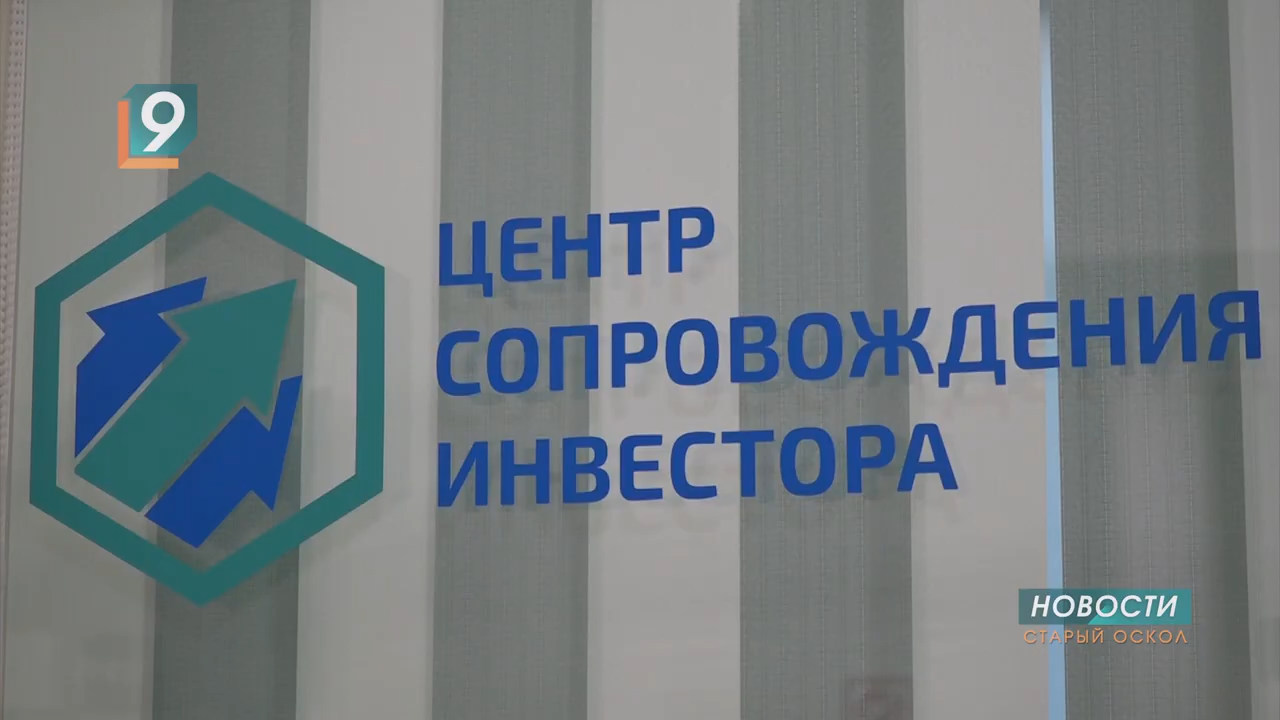 9
ЦЕНТР
СОПРОВОЖДЕНИЯ
ИНВЕСТОРА
НОВОСТИ
СТАРЫЙ ОСКОЛ